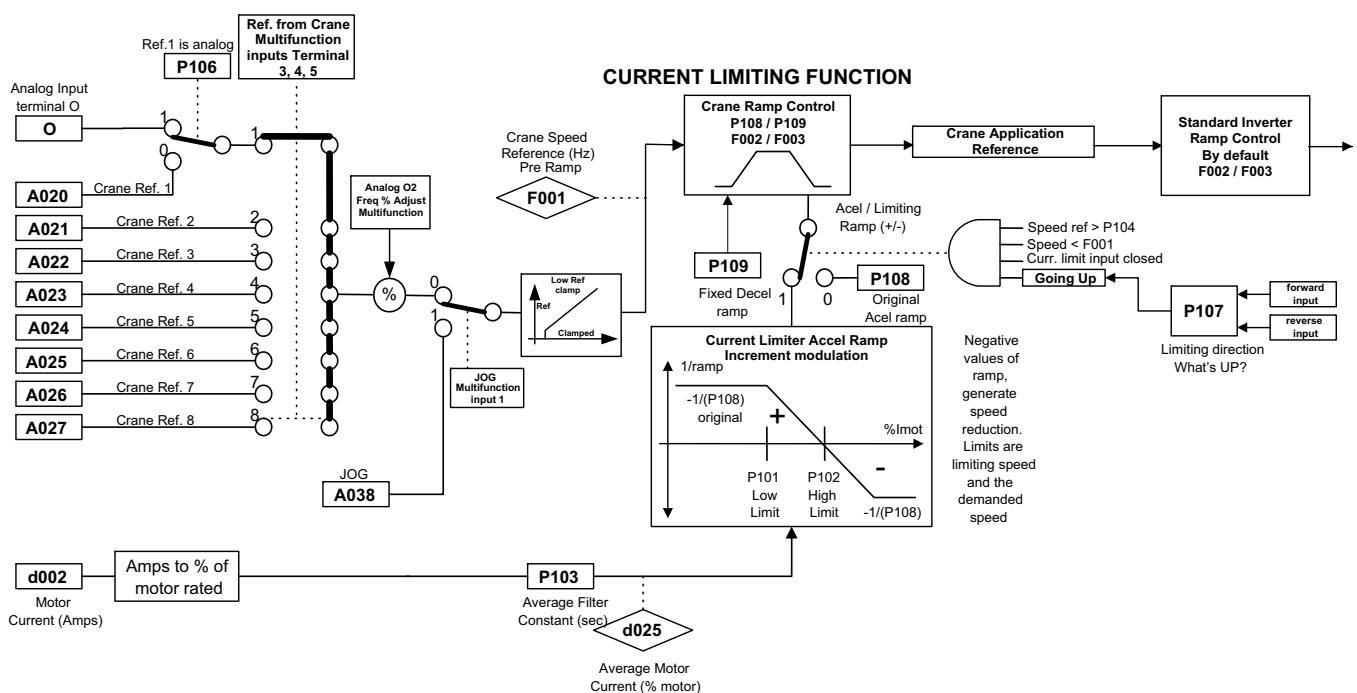 Ref. from Crane
Multifunction
inputs Terminal
3, 4, 5
Ref.1 is analog
P106
CURRENT LIMITING FUNCTION
Analog Input
terminal O
O
1
0
1
A020
Crane Ref. 1
A021
Crane Ref. 2
2
A022
Crane Ref. 3
3
A023
Crane Ref. 4
4
A024
Crane Ref. 5
5
A025
Crane Ref. 6
6
A026
Crane Ref. 7
7
A027
Crane Ref. 8
8
Analog O2
Freq % Adjust
Multifunction
%
0
1
JOG
Multifunction
input 1
JOG
A038
Crane Speed
Reference (Hz)
Pre Ramp
F001
Low Ref
clamp
Ref
Clamped
Crane Ramp Control
P108 / P109
F002 / F003
Crane Application
Reference
Standard Inverter
Ramp Control
By default
F002 / F003
P109
Fixed Decel
ramp
Acel / Limiting
Ramp (+/-)
1
0
P108
Original
Acel ramp
Speed ref > P104
Speed < F001
Curr. limit input closed
Going Up
P107
forward
input
reverse
input
Limiting direction
What's UP?
Current Limiter Accel Ramp
Increment modulation
1/ramp
-1/(P108)
original
+
%Imot
-
P101
Low
Limit
P102
High
Limit
-1/(P108)
Negative
values of
ramp,
generate
speed
reduction.
Limits are
limiting speed
and the
demanded
speed
d002
Motor
Current (Amps)
Amps to % of
motor rated
P103
Average Filter
Constant (sec)
d025
Average Motor
Current (% motor)